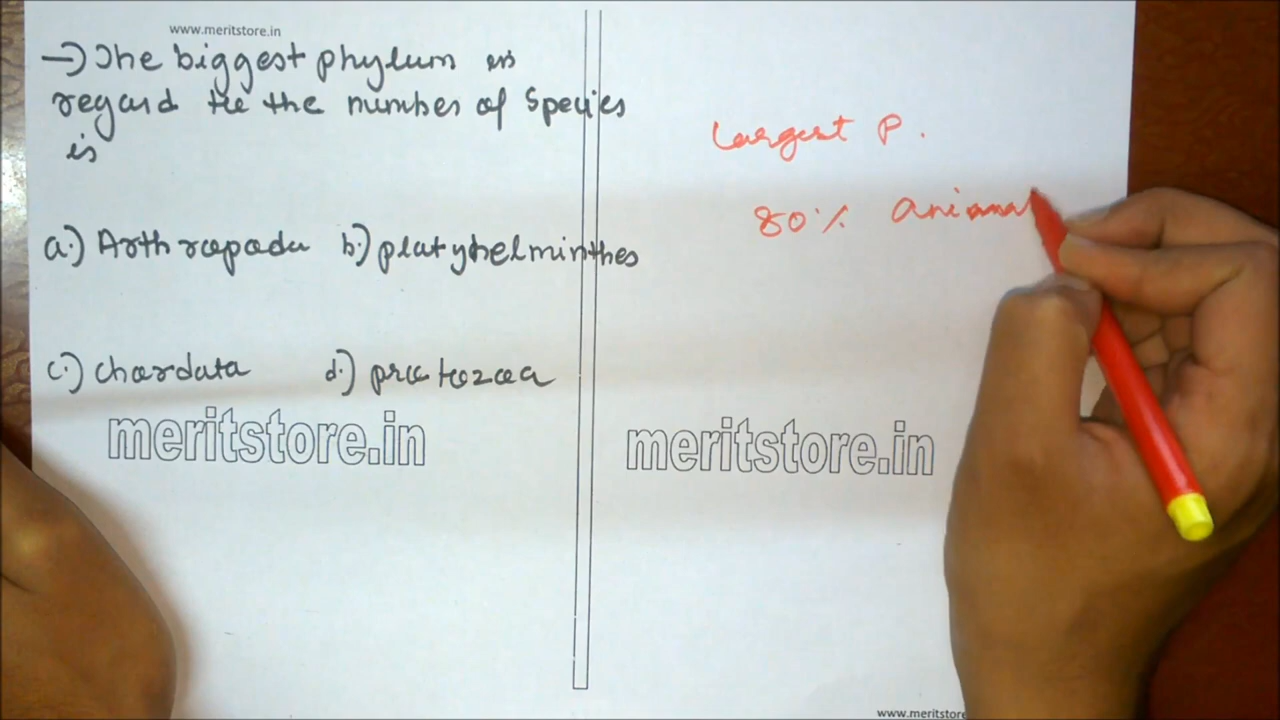 www.meritstore.in
→ The biggest phylum in
regard to the number of species
is
a.) Arthropoda b.) platyhelminthes
c.) chordata d.) protozoa
meritstore.in
Largest P.
80% animal
meritstore.in
www.meritstore